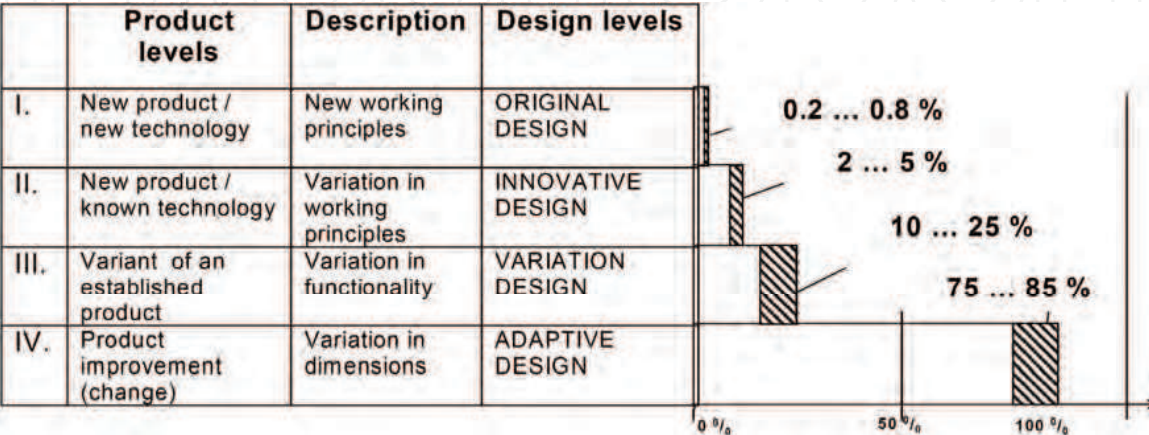 Product levels
Description
Design levels
I.
New product /
new technology
New working
principles
ORIGINAL
DESIGN
0.2 ... 0.8 %
II.
New product /
known technology
Variation in
working
principles
INNOVATIVE
DESIGN
2 ... 5 %
III.
Variant of an
established
product
Variation in
functionality
VARIATION
DESIGN
10 ... 25 %
IV.
Product
improvement
(change)
Variation in
dimensions
ADAPTIVE
DESIGN
75 ... 85 %
0 %
50 %
100 %